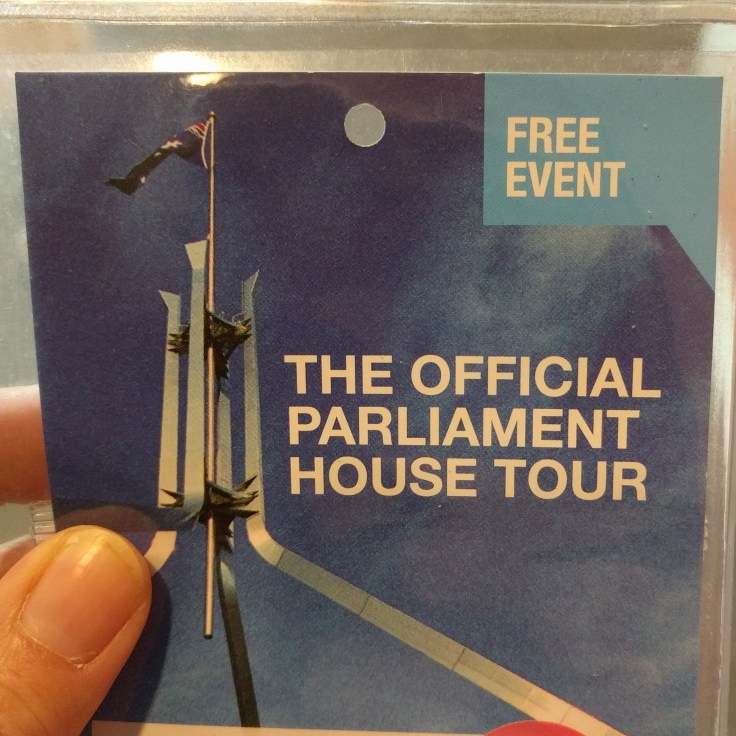 FREE
EVENT
THE OFFICIAL
PARLIAMENT
HOUSE TOUR